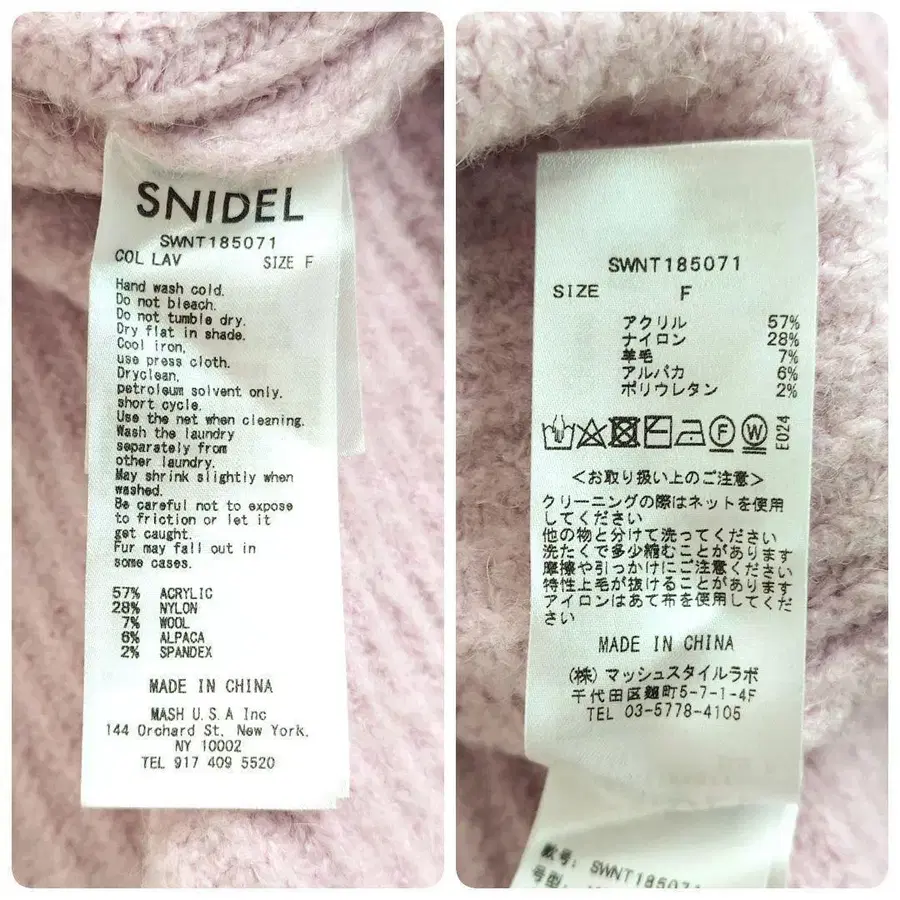 SNIDEL
SWNT185071
COL LAV SIZE F
Hand wash cold.
Do not bleach.
Do not tumble dry.
Dry flat in shade.
Cool iron,
use press cloth.
Dryclean,
petroleum solvent only.
short cycle.
Use the net when cleaning.
Wash the laundry
separately from
other laundry.
May shrink slightly when
washed.
Be careful not to expose
to friction or let it
get caught.
Fur may fall out in
some cases.
57% ACRYLIC
28% NYLON
7% WOOL
6% ALPACA
2% SPANDEX
MADE IN CHINA
MASH U.S.A Inc
144 Orchard St. New York.
NY 10002
TEL 917 409 5520
SWNT185071
SIZE F
アクリル 57%
ナイロン 28%
羊毛 7%
アルパカ 6%
ポリウレタン 2%
F W E024
<お取り扱い上のご注意>
クリーニングの際はネットを使用
してください
他の物と分けて洗ってください
洗たくで多少縮むことがあります
摩擦や引っかけにご注意ください
特性上毛が抜けることがあります
アイロンはあて布を使用してくだ
さい
MADE IN CHINA
(株) マッシュスタイルラボ
千代田区麹町5-7-1-4F
TEL 03-5778-4105
款号: SWNT185071
号型: